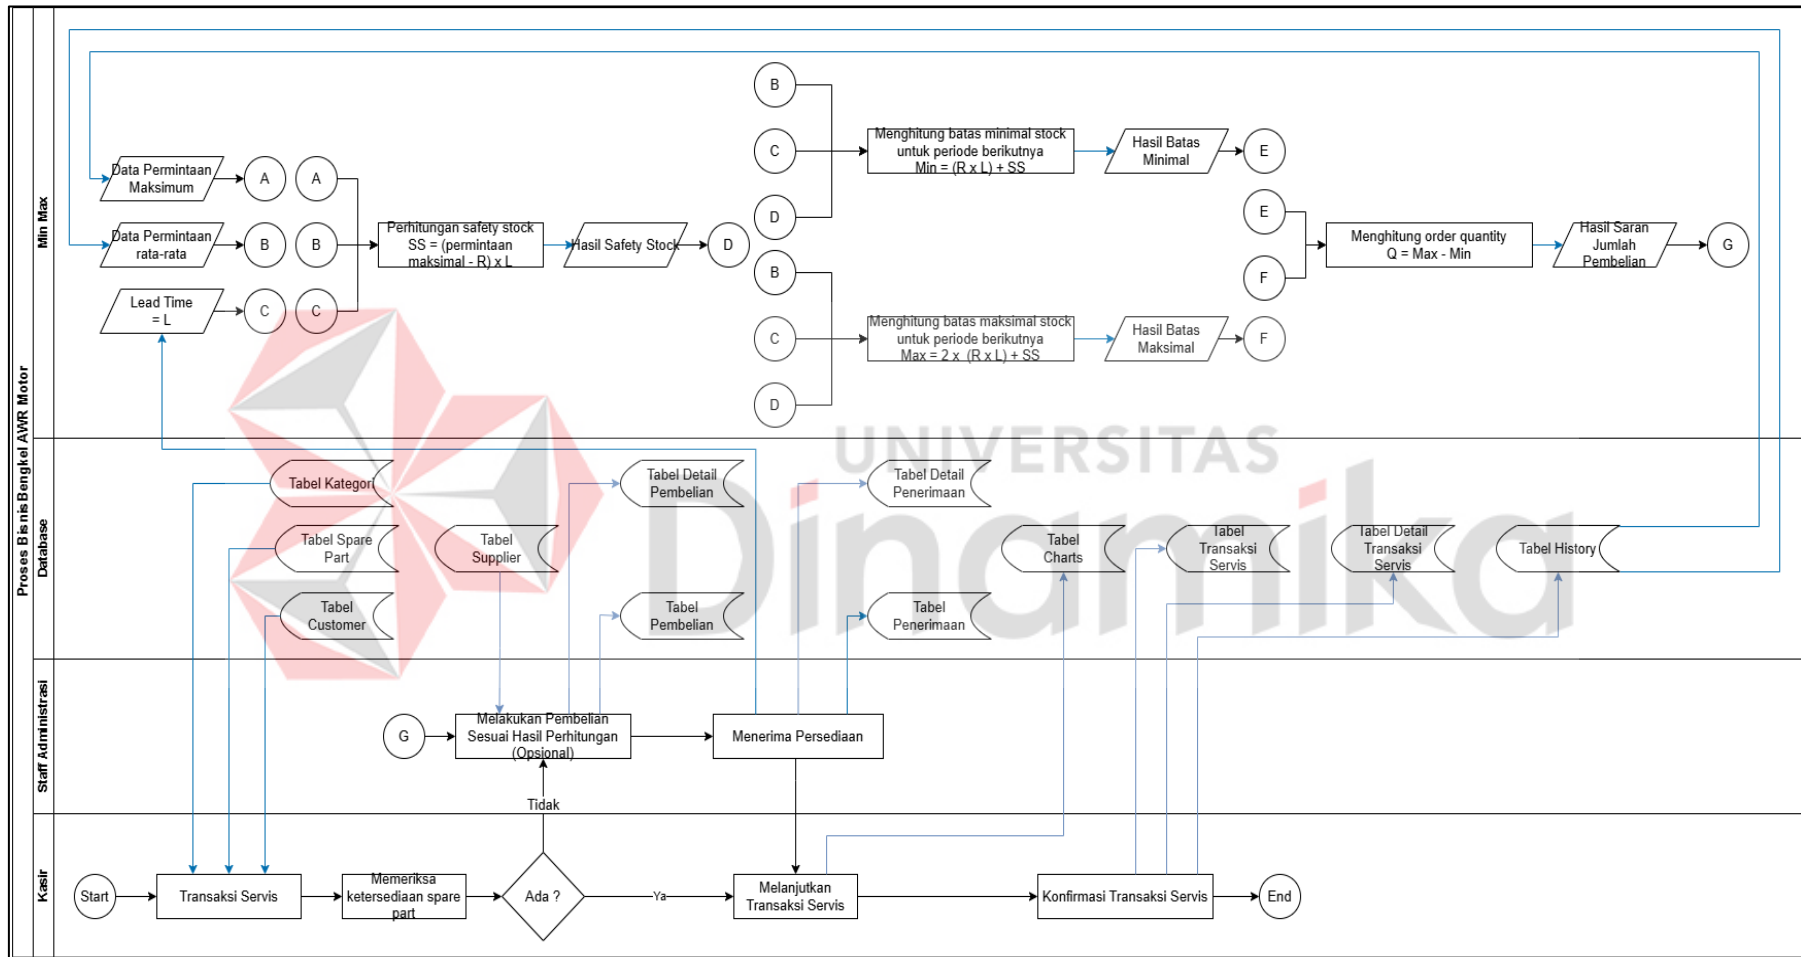 Proses Bisnis Bengkel AWR Motor
Min Max
Data Permintaan
Maksimum
A
A
Data Permintaan
rata-rata
B
B
Lead Time
= L
C
C
Perhitungan safety stock
SS = (permintaan
maksimal - R) x L
Hasil Safety Stock
D
B
C
D
Menghitung batas minimal stock
untuk periode berikutnya
Min = (R x L) + SS
Hasil Batas
Minimal
E
B
C
D
Menghitung batas maksimal stock
untuk periode berikutnya
Max = 2 x  (R x L) + SS
Hasil Batas
Maksimal
F
E
F
Menghitung order quantity
Q = Max - Min
Hasil Saran
Jumlah
Pembelian
G
UNIVERSITAS
Dinamika
Database
Tabel Kategori
Tabel Detail
Pembelian
Tabel Detail
Penerimaan
Tabel Spare
Part
Tabel
Supplier
Tabel
Charts
Tabel
Transaksi
Servis
Tabel Detail
Transaksi
Servis
Tabel History
Tabel
Customer
Tabel
Pembelian
Tabel
Penerimaan
Staff Administrasi
G
Melakukan Pembelian
Sesuai Hasil Perhitungan
(Opsional)
Menerima Persediaan
Tidak
Kasir
Start
Transaksi Servis
Memeriksa
ketersediaan spare
part
Ada ?
Ya
Melanjutkan
Transaksi Servis
Konfirmasi Transaksi Servis
End